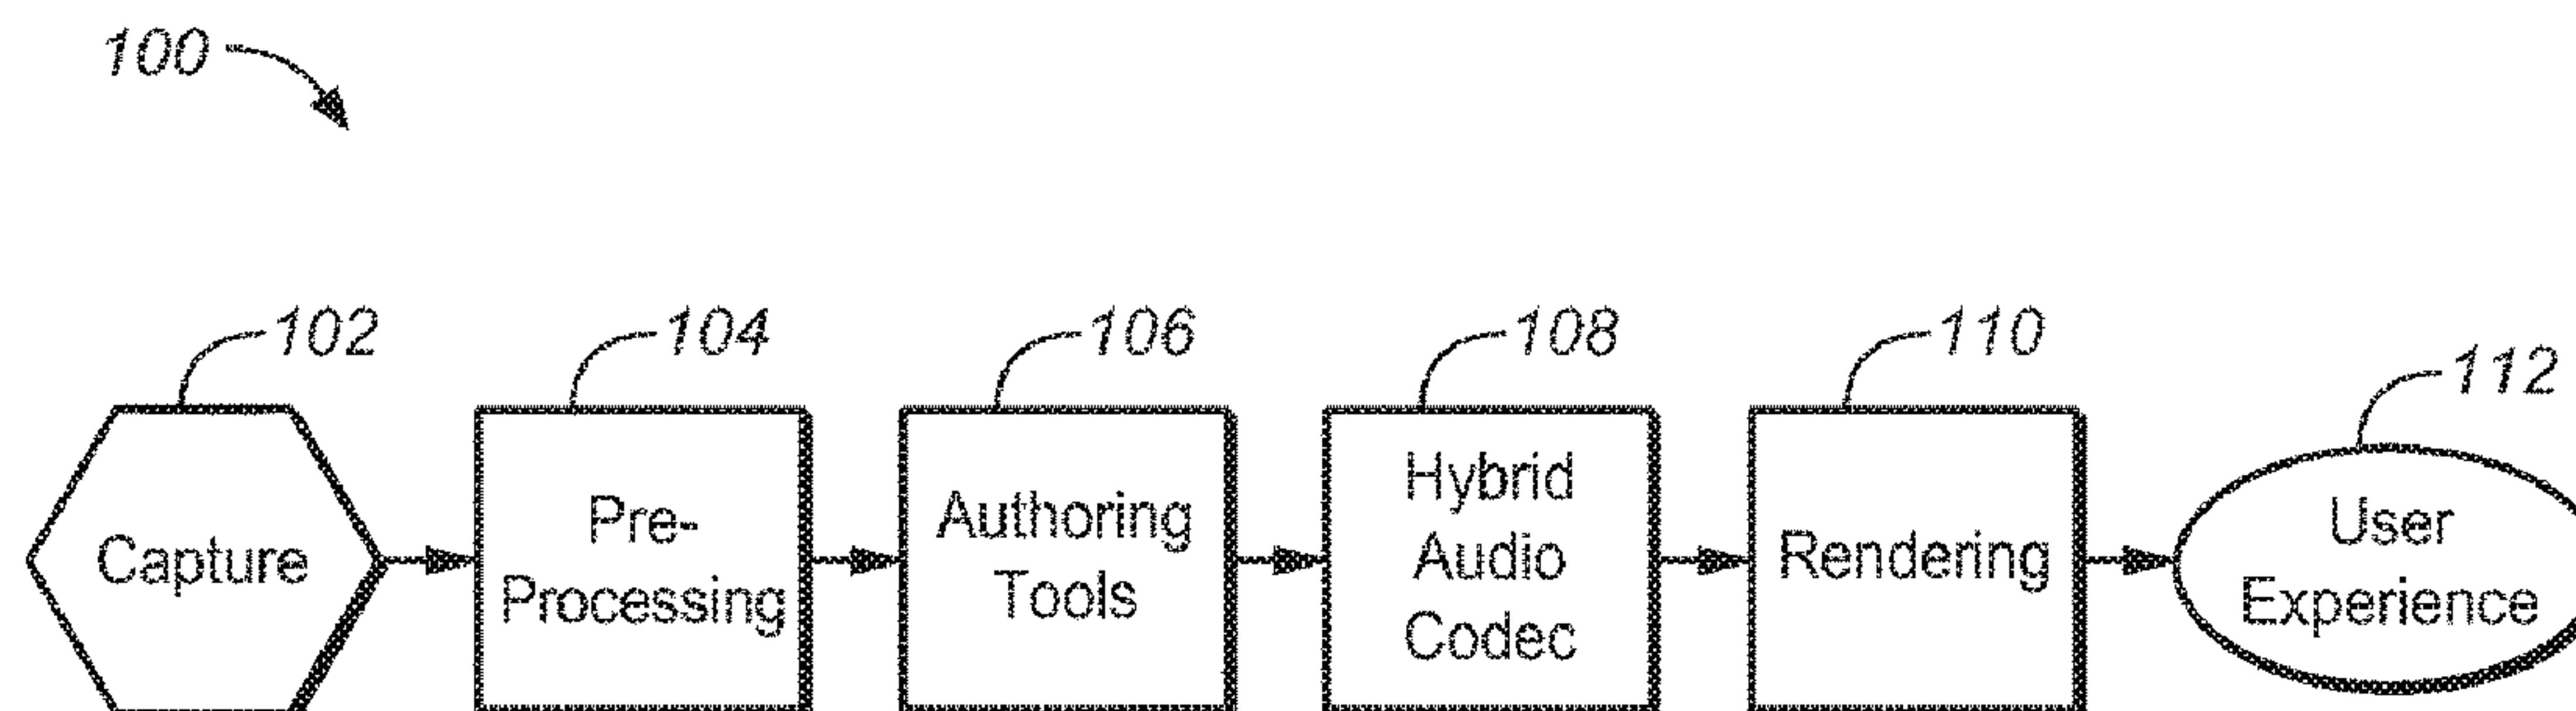 100
102
104
106
108
110
112
Capture
Pre-
Processing
Authoring
Tools
Hybrid
Audio
Codec
Rendering
User
Experience